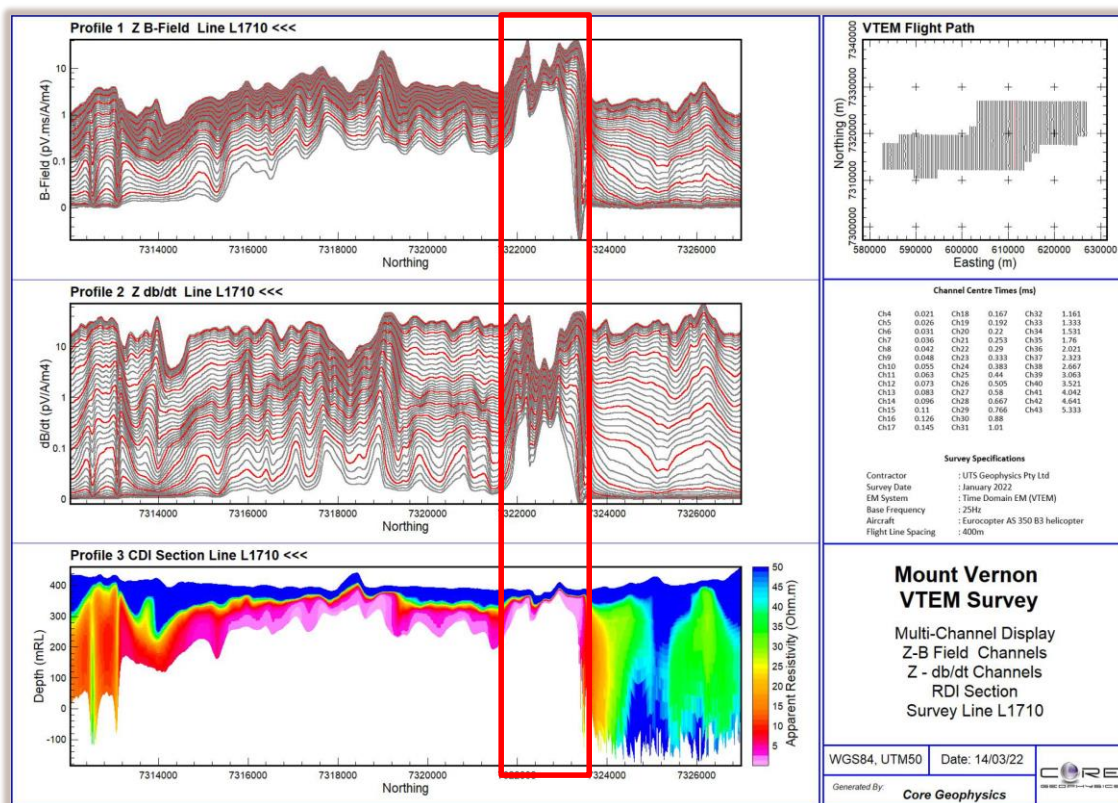 Profile 1 Z B-Field Line L1710 <<<
10
1
0.1
0
B-Field (pV.ms/A/m4)
7314000 7316000 7318000 7320000 7322000 7324000 7326000
Northing
Profile 2 Z db/dt Line L1710 <<<
10
1
0.1
0
dB/dt (pV/A/m4)
7314000 7316000 7318000 7320000 7322000 7324000 7326000
Northing
Profile 3 CDI Section Line L1710 <<<
400
300
200
100
0
-100
Depth (mRL)
7314000 7316000 7318000 7320000 7322000 7324000 7326000
Northing
50
45
40
35
30
25
20
15
10
5
Apparent Resistivity (Ohm.m)
VTEM Flight Path
7340000
7330000
7320000
7310000
7300000
Northing (m)
580000 590000 600000 610000 620000 630000
Easting (m)
Channel Centre Times (ms)
Ch4 0.021 Ch18 0.167 Ch32 1.161
Ch5 0.026 Ch19 0.192 Ch33 1.333
Ch6 0.031 Ch20 0.22 Ch34 1.531
Ch7 0.036 Ch21 0.253 Ch35 1.76
Ch8 0.042 Ch22 0.29 Ch36 2.021
Ch9 0.048 Ch23 0.333 Ch37 2.323
Ch10 0.055 Ch24 0.383 Ch38 2.667
Ch11 0.063 Ch25 0.44 Ch39 3.063
Ch12 0.073 Ch26 0.505 Ch40 3.521
Ch13 0.083 Ch27 0.58 Ch41 4.042
Ch14 0.096 Ch28 0.667 Ch42 4.641
Ch15 0.11 Ch29 0.766 Ch43 5.333
Ch16 0.126 Ch30 0.88
Ch17 0.145 Ch31 1.01
Survey Specifications
Contractor : UTS Geophysics Pty Ltd
Survey Date : January 2022
EM System : Time Domain EM (VTEM)
Base Frequency : 25Hz
Aircraft : Eurocopter AS 350 B3 helicopter
Flight Line Spacing : 400m
Mount Vernon
VTEM Survey
Multi-Channel Display
Z-B Field Channels
Z - db/dt Channels
RDI Section
Survey Line L1710
WGS84, UTM50 Date: 14/03/22
Generated By:
Core Geophysics
CORE
GEOPHYSICS